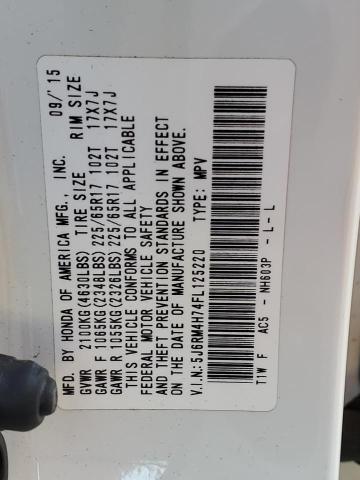 MFD. BY HONDA OF AMERICA MFG., INC. 09/'15
GVWR 2100KG(4630LBS) TIRE SIZE RIM SIZE
GAWR F 1065KG(2348LBS) 225/65R17 102T 17X7J
GAWR R 1055KG(2326LBS) 225/65R17 102T 17X7J
THIS VEHICLE CONFORMS TO ALL APPLICABLE
FEDERAL MOTOR VEHICLE SAFETY
AND THEFT PREVENTION STANDARDS IN EFFECT
ON THE DATE OF MANUFACTURE SHOWN ABOVE.
V.I.N.:5J6RM4H74FL125220 TYPE: MPV
T1W F AC5 - NH603P - L - L